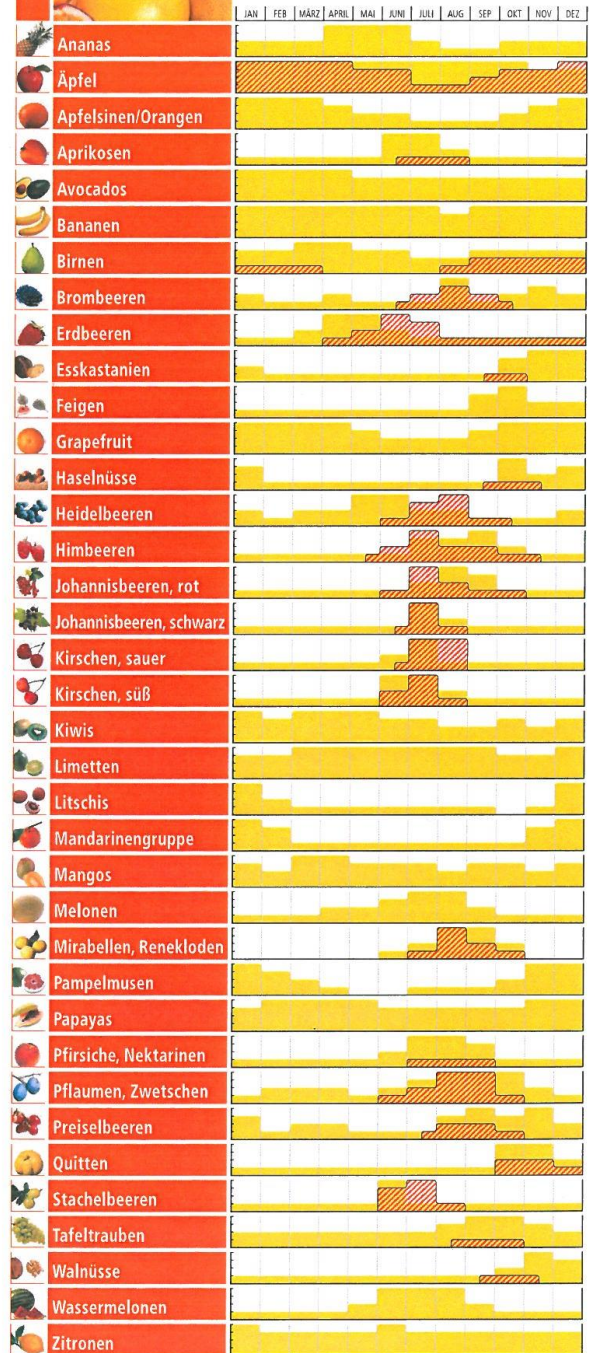 JAN FEB MÄRZ APRIL MAI JUNI JULI AUG SEP OKT NOV DEZ
Ananas
Äpfel
Apfelsinen/Orangen
Aprikosen
Avocados
Bananen
Birnen
Brombeeren
Erdbeeren
Esskastanien
Feigen
Grapefruit
Haselnüsse
Heidelbeeren
Himbeeren
Johannisbeeren, rot
Johannisbeeren, schwarz
Kirschen, sauer
Kirschen, süß
Kiwis
Limetten
Litschis
Mandarinengruppe
Mangos
Melonen
Mirabellen, Renekloden
Pampelmusen
Papayas
Pfirsiche, Nektarinen
Pflaumen, Zwetschen
Preiselbeeren
Quitten
Stachelbeeren
Tafeltrauben
Walnüsse
Wassermelonen
Zitronen